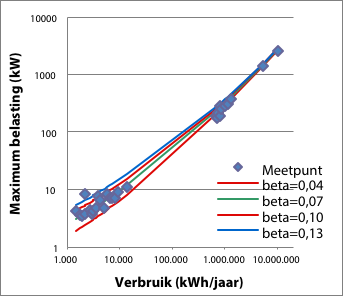 10000
1000
100
10
1
Maximum belasting (kW)
Meetpunt
beta=0,04
beta=0,07
beta=0,10
beta=0,13
1.000
10.000
100.000
1.000.000
10.000.000
Verbruik (kWh/jaar)